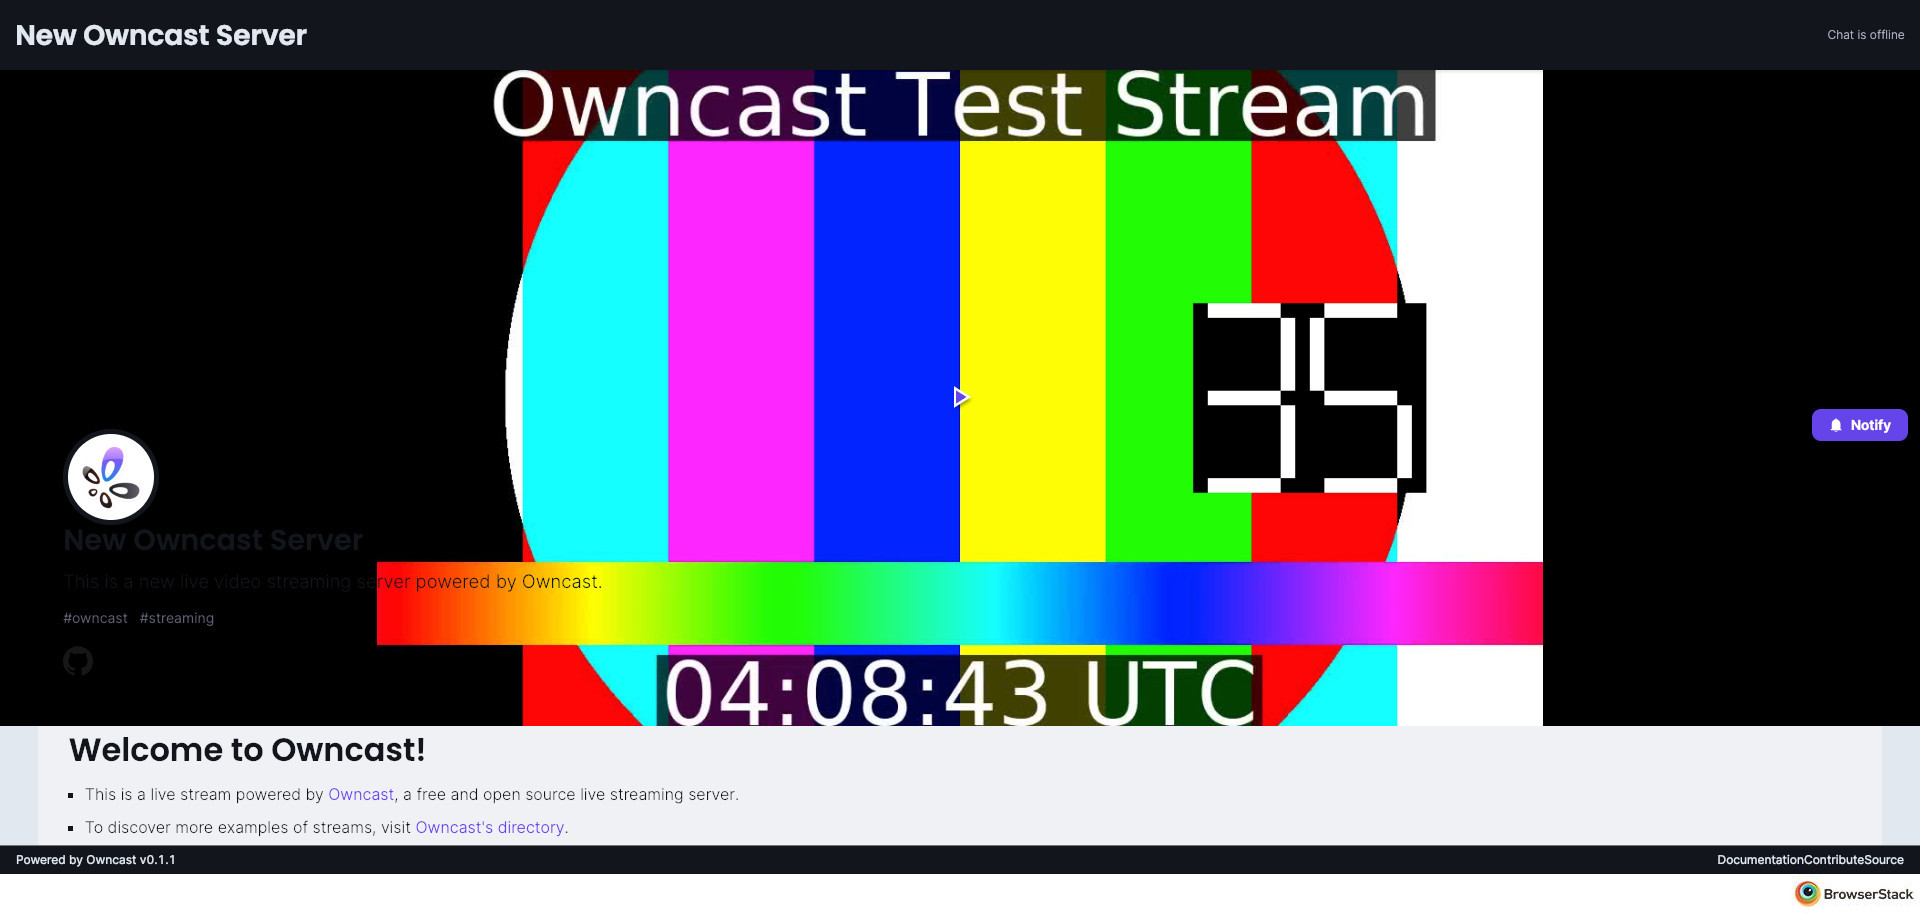 New Owncast Server
Chat is offline
Owncast Test Stream
35
Notify
New Owncast Server
This is a new live video streaming server powered by Owncast.
#owncast #streaming
04:08:43 UTC
Welcome to Owncast!
This is a live stream powered by Owncast, a free and open source live streaming server.
To discover more examples of streams, visit Owncast's directory.
Powered by Owncast v0.1.1
DocumentationContributeSource
BrowserStack